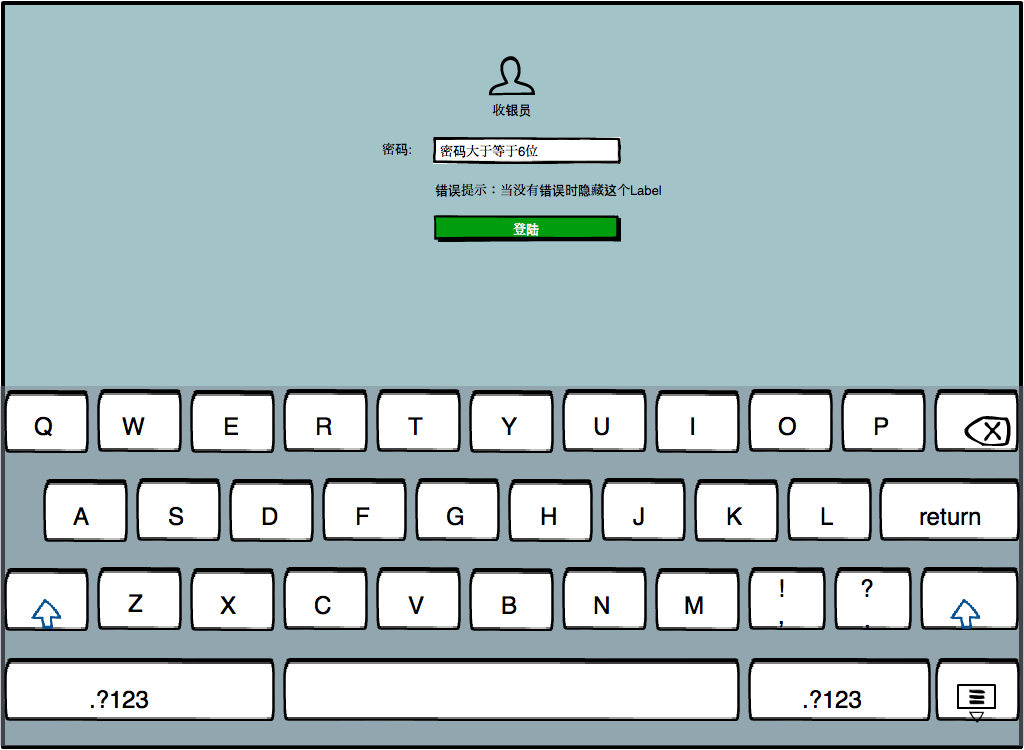 收银员
密码: 密码大于等于6位
错误提示：当没有错误时隐藏这个Label
登陆
Q W E R T Y U I O P
A S D F G H J K L return
Z X C V B N M ! , ? .
.?123 .?123